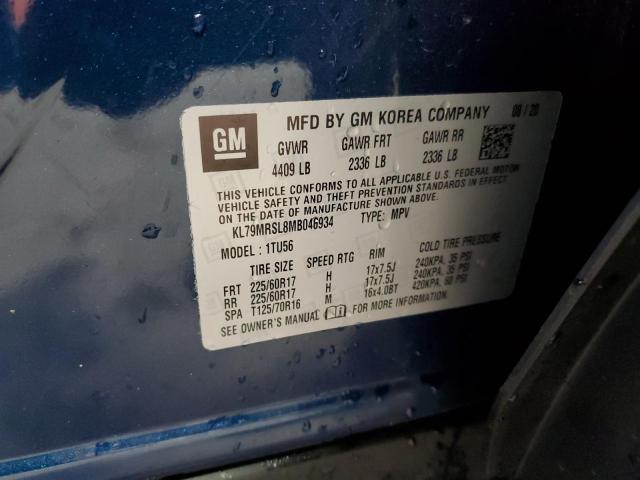 GM
MFD BY GM KOREA COMPANY 08 / 20
GVWR GAWR FRT GAWR RR
4409 LB 2336 LB 2336 LB
THIS VEHICLE CONFORMS TO ALL APPLICABLE U.S. FEDERAL MOTOR
VEHICLE SAFETY AND THEFT PREVENTION STANDARDS IN EFFECT
ON THE DATE OF MANUFACTURE SHOWN ABOVE.
KL79MRSL8MB046934 TYPE: MPV
MODEL: 1TU56
TIRE SIZE SPEED RTG RIM COLD TIRE PRESSURE
FRT 225/60R17 H 17x7.5J 240KPA, 35 PSI
RR 225/60R17 H 17x7.5J 240KPA, 35 PSI
SPA T125/70R16 M 16x4.0BT 420KPA, 60 PSI
SEE OWNER'S MANUAL